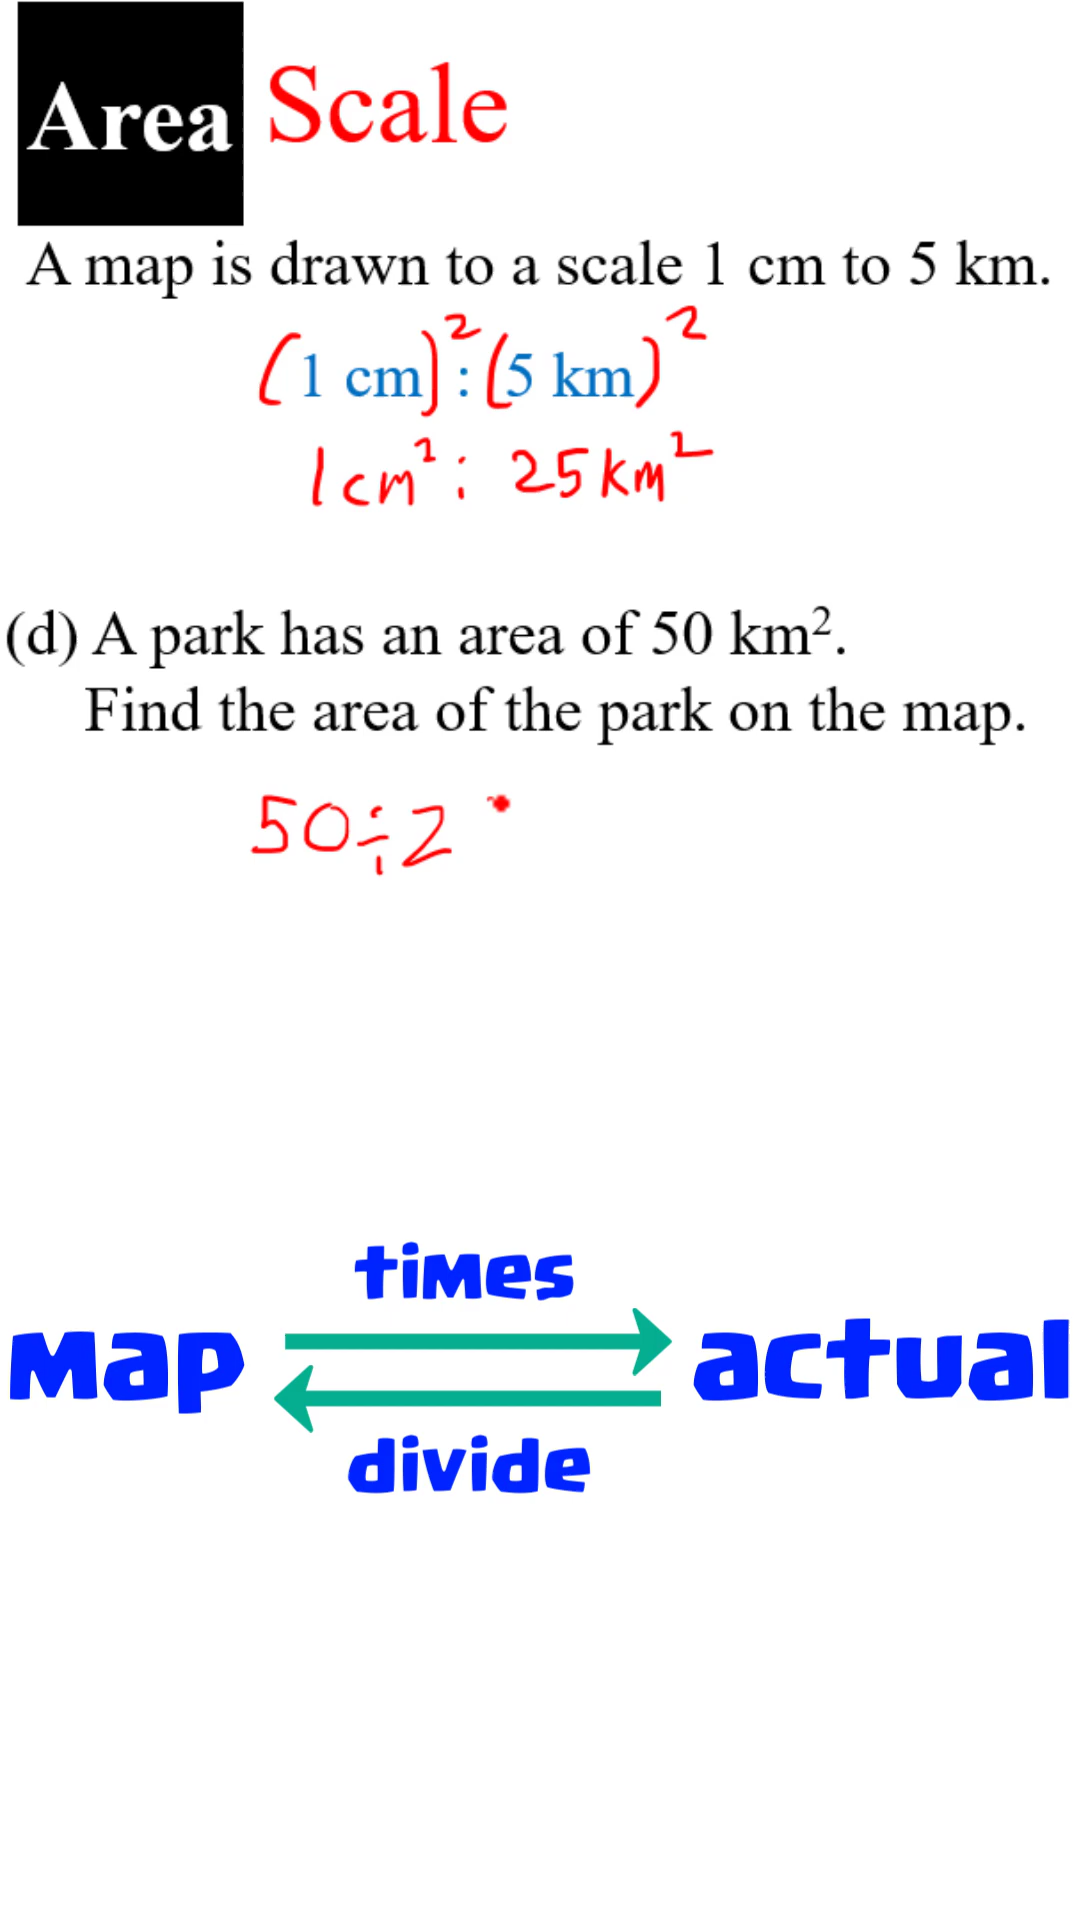 Area Scale
A map is drawn to a scale 1 cm to 5 km.
(1 cm)² : (5 km)²
1cm² : 25km²
(d) A park has an area of 50 km².
Find the area of the park on the map.
50÷2
times
map actual
divide